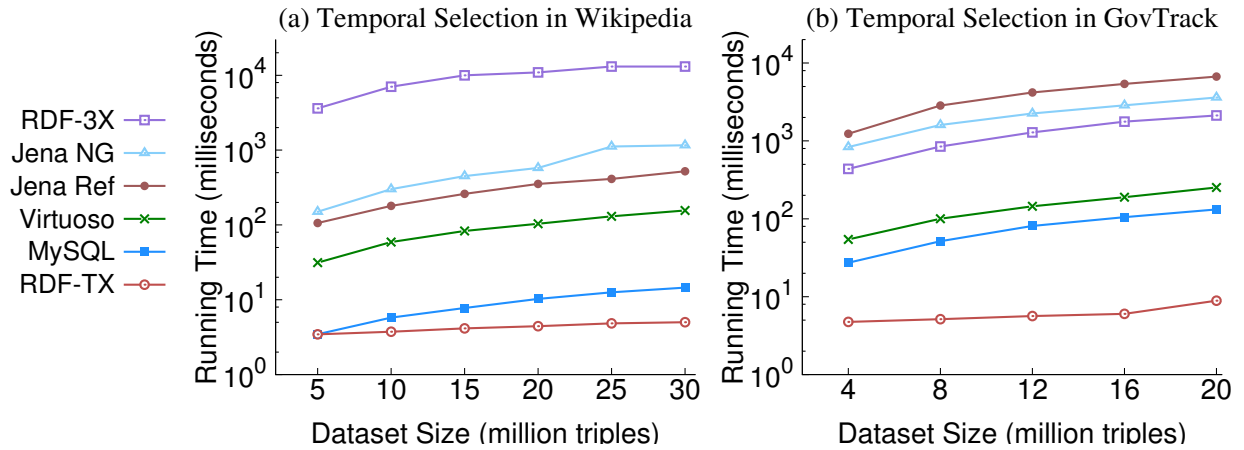 (a) Temporal Selection in Wikipedia
(b) Temporal Selection in GovTrack
RDF-3X
Jena NG
Jena Ref
Virtuoso
MySQL
RDF-TX
Running Time (milliseconds)
10^4
10^3
10^2
10^1
10^0
5 10 15 20 25 30
Dataset Size (million triples)
Running Time (milliseconds)
10^4
10^3
10^2
10^1
10^0
4 8 12 16 20
Dataset Size (million triples)